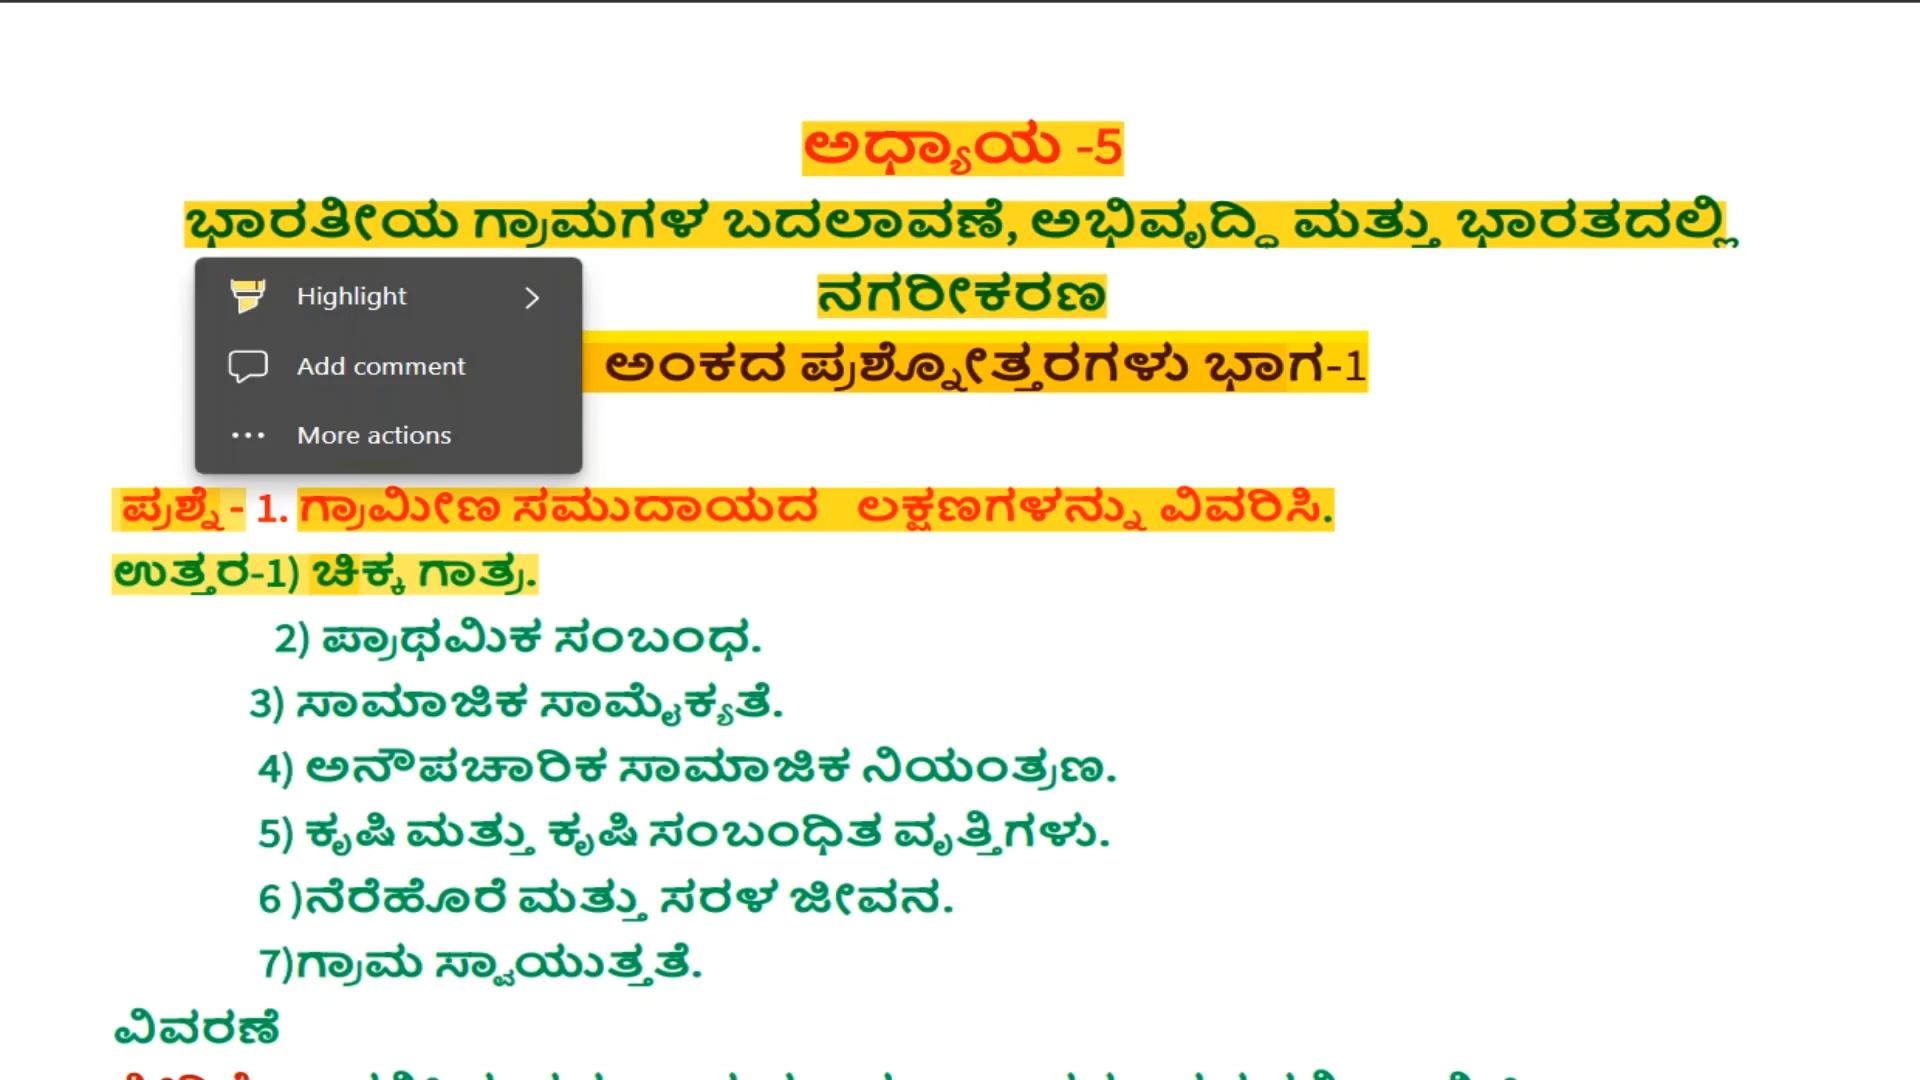 ಅಧ್ಯಾಯ -5
ಭಾರತೀಯ ಗ್ರಾಮಗಳ ಬದಲಾವಣೆ, ಅಭಿವೃದ್ಧಿ ಮತ್ತು ಭಾರತದಲ್ಲಿ
ನಗರೀಕರಣ
Highlight
ಅಂಕದ ಪ್ರಶ್ನೋತ್ತರಗಳು ಭಾಗ-1
Add comment
More actions
ಪ್ರಶ್ನೆ - 1. ಗ್ರಾಮೀಣ ಸಮುದಾಯದ ಲಕ್ಷಣಗಳನ್ನು ವಿವರಿಸಿ.
ಉತ್ತರ-1) ಚಿಕ್ಕ ಗಾತ್ರ.
2) ಪ್ರಾಥಮಿಕ ಸಂಬಂಧ.
3) ಸಾಮಾಜಿಕ ಸಾಮೈಕ್ಯತೆ.
4) ಅನೌಪಚಾರಿಕ ಸಾಮಾಜಿಕ ನಿಯಂತ್ರಣ.
5) ಕೃಷಿ ಮತ್ತು ಕೃಷಿ ಸಂಬಂಧಿತ ವೃತ್ತಿಗಳು.
6 )ನೆರೆಹೊರೆ ಮತ್ತು ಸರಳ ಜೀವನ.
7)ಗ್ರಾಮ ಸ್ವಾಯುತ್ತತೆ.
ವಿವರಣೆ